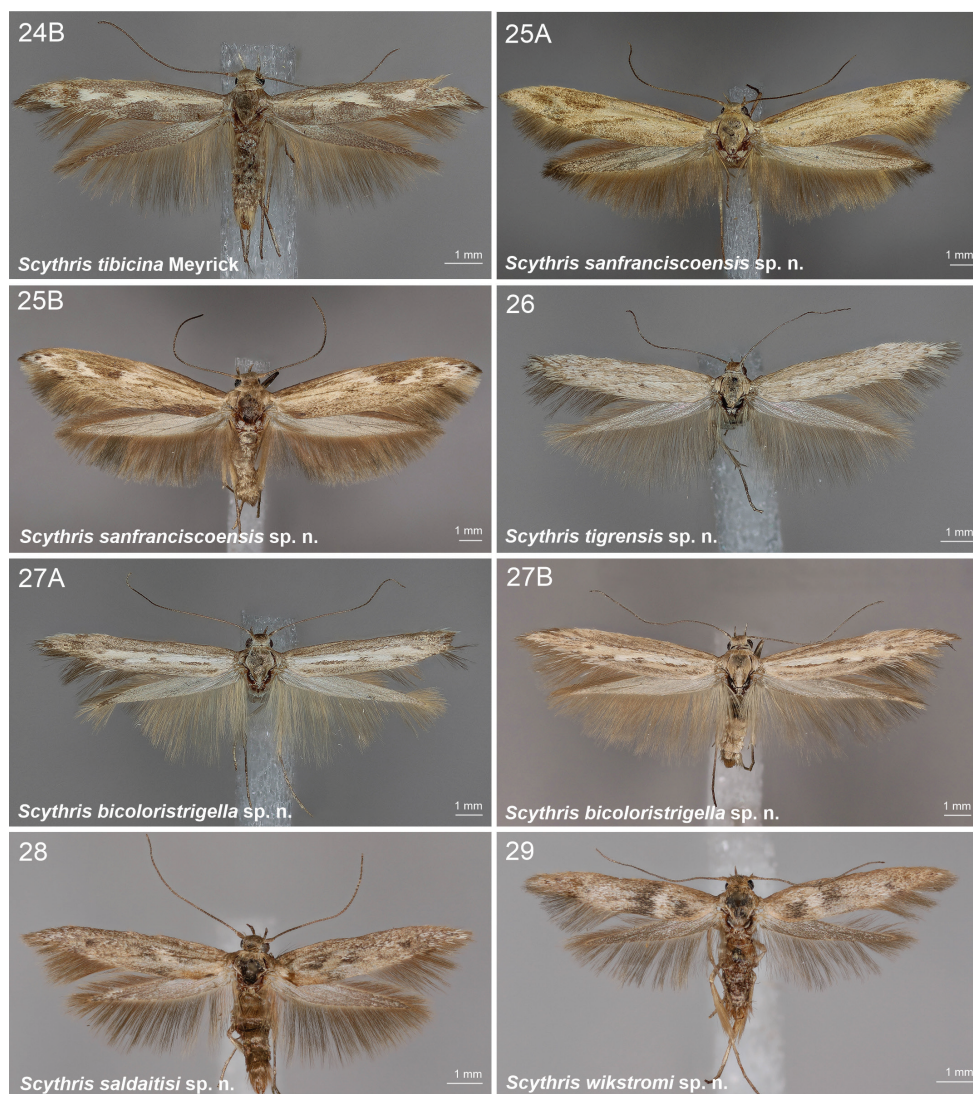 24B
Scythris tibicina Meyrick
1 mm
25A
Scythris sanfranciscoensis sp. n.
1 mm
25B
Scythris sanfranciscoensis sp. n.
1 mm
26
Scythris tigrensis sp. n.
1 mm
27A
Scythris bicoloristrigella sp. n.
1 mm
27B
Scythris bicoloristrigella sp. n.
1 mm
28
Scythris saldaitisi sp. n.
1 mm
29
Scythris wikstromi sp. n.
1 mm